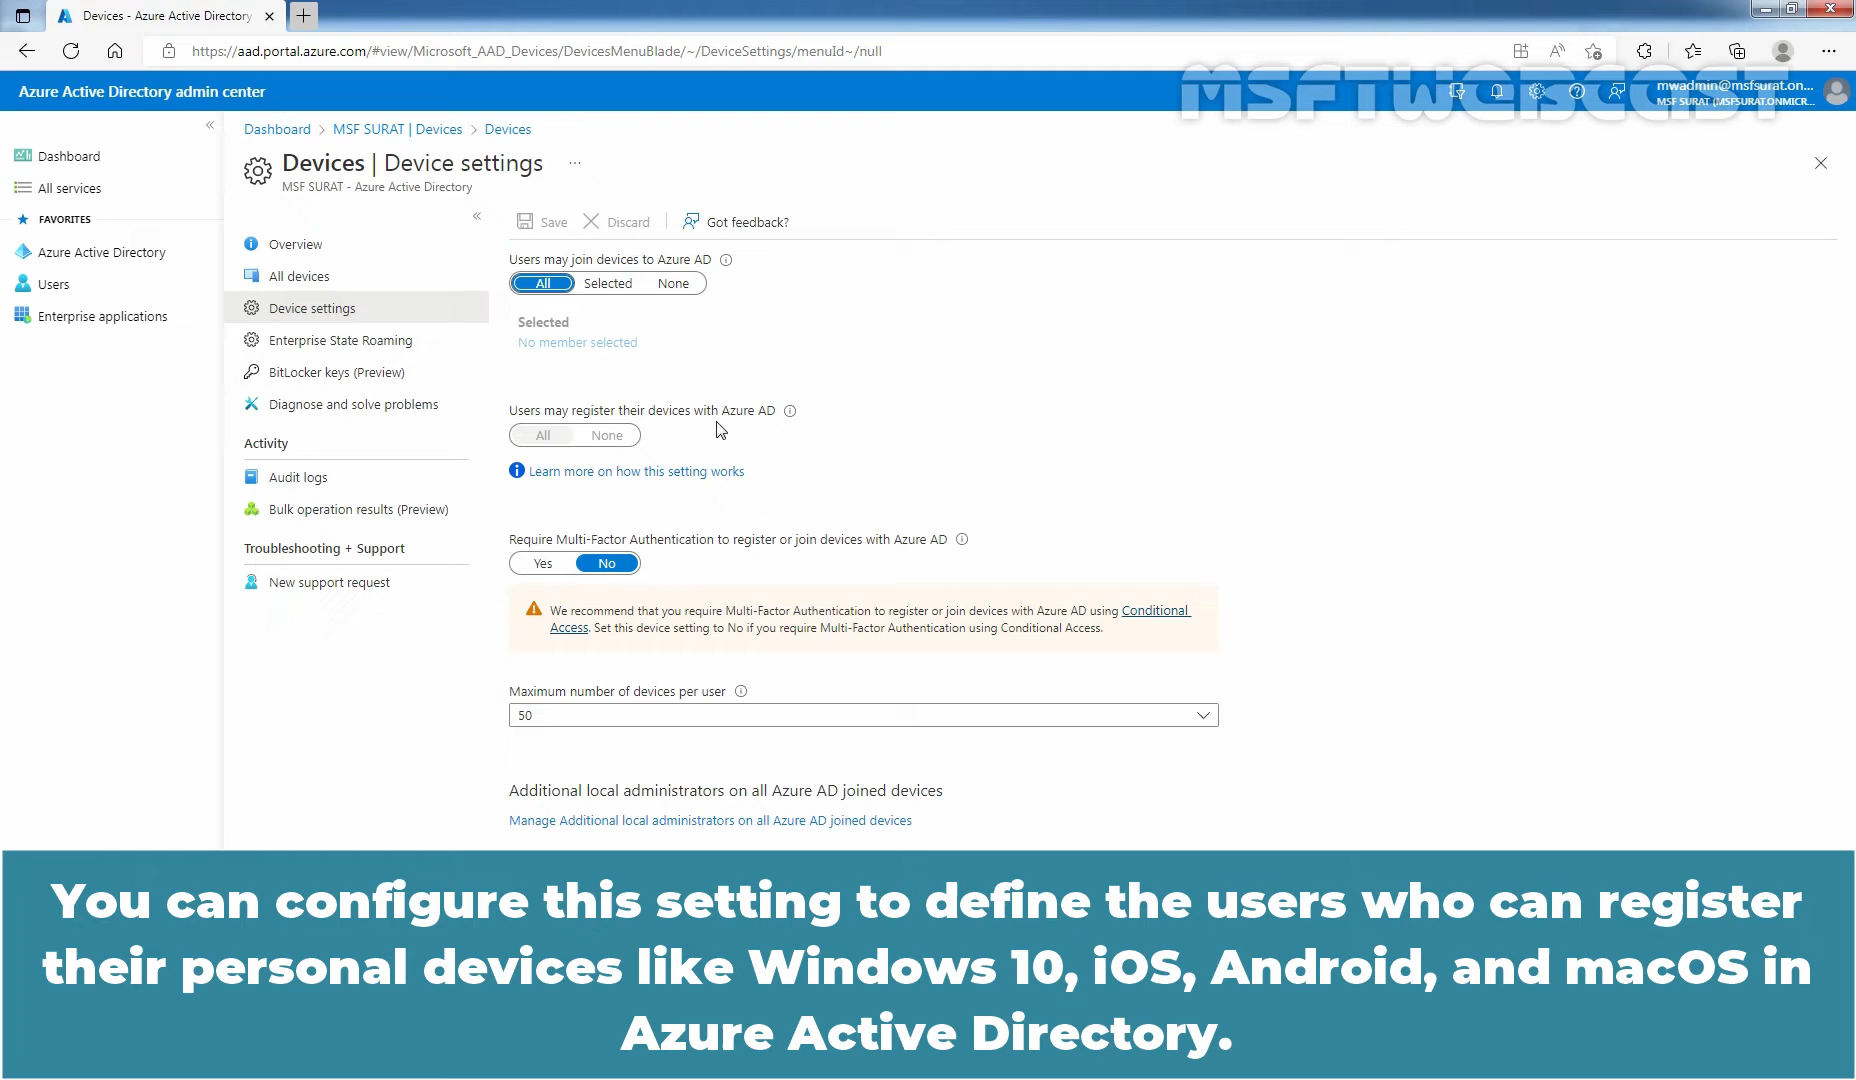 Devices - Azure Active Directory
https://aad.portal.azure.com/#view/Microsoft_AAD_Devices/DevicesMenuBlade/~/DeviceSettings/menuId~/null
MSFTWEBCAST
Azure Active Directory admin center
mwadmin@msfsurat.on...
MSF SURAT (MSFSURAT.ONMICR...
Dashboard > MSF SURAT | Devices > Devices
Dashboard
All services
FAVORITES
Azure Active Directory
Users
Enterprise applications
Devices | Device settings ...
MSF SURAT - Azure Active Directory
Overview
All devices
Device settings
Enterprise State Roaming
BitLocker keys (Preview)
Diagnose and solve problems
Activity
Audit logs
Bulk operation results (Preview)
Troubleshooting + Support
New support request
Save Discard Got feedback?
Users may join devices to Azure AD
All Selected None
Selected
No member selected
Users may register their devices with Azure AD
All None
Learn more on how this setting works
Require Multi-Factor Authentication to register or join devices with Azure AD
Yes No
We recommend that you require Multi-Factor Authentication to register or join devices with Azure AD using Conditional
Access. Set this device setting to No if you require Multi-Factor Authentication using Conditional Access.
Maximum number of devices per user
50
Additional local administrators on all Azure AD joined devices
Manage Additional local administrators on all Azure AD joined devices
You can configure this setting to define the users who can register
their personal devices like Windows 10, iOS, Android, and macOS in
Azure Active Directory.